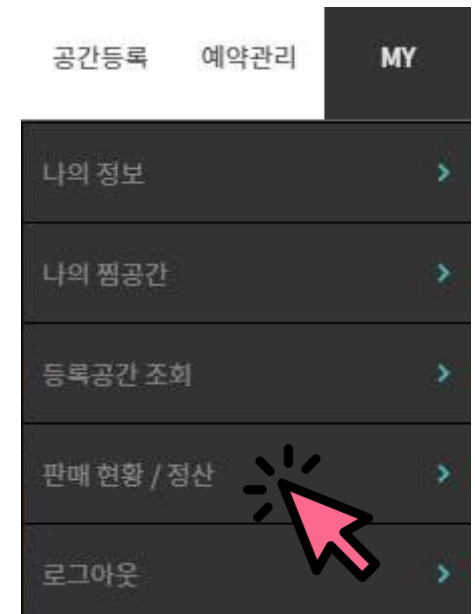 공간등록 예약관리 MY
나의 정보
나의 찜공간
등록공간 조회
판매 현황 / 정산
로그아웃